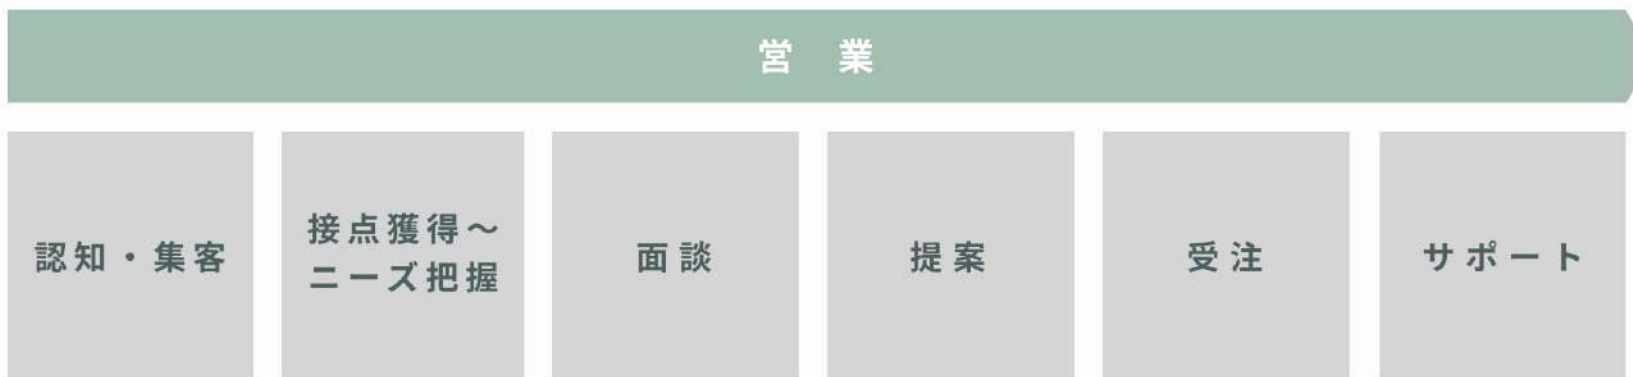 営業
認知・集客
接点獲得～
ニーズ把握
面談
提案
受注
サポート